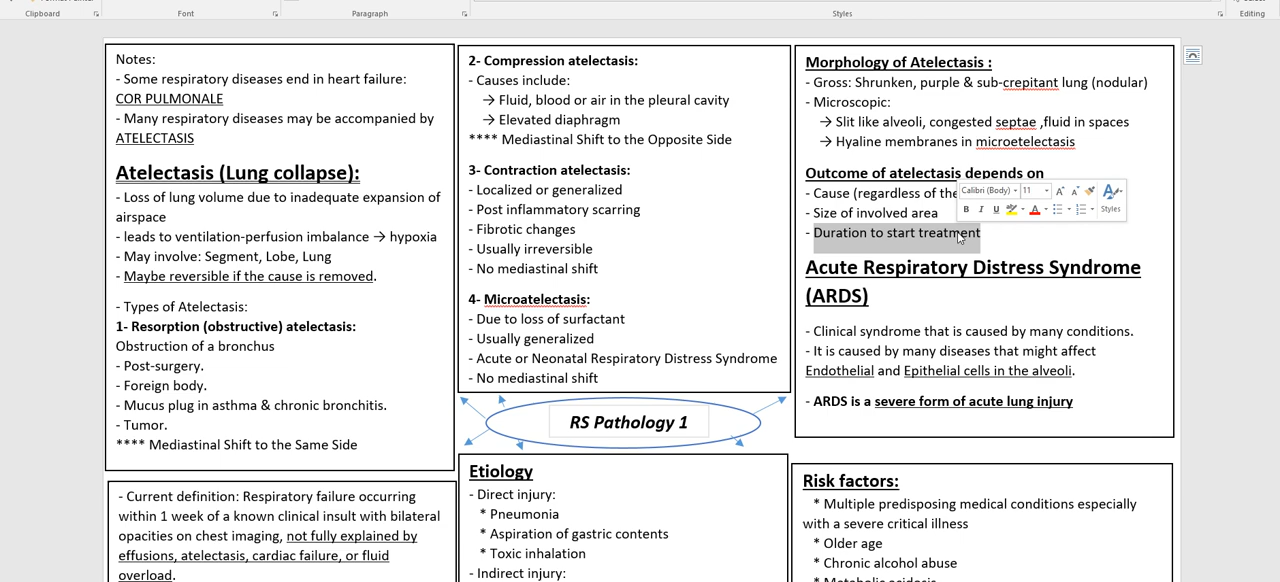 Clipboard
Font
Paragraph
Styles
Editing
Notes:
- Some respiratory diseases end in heart failure:
COR PULMONALE
- Many respiratory diseases may be accompanied by
ATELECTASIS
Atelectasis (Lung collapse):
- Loss of lung volume due to inadequate expansion of
airspace
- leads to ventilation-perfusion imbalance → hypoxia
- May involve: Segment, Lobe, Lung
- Maybe reversible if the cause is removed.
- Types of Atelectasis:
1- Resorption (obstructive) atelectasis:
Obstruction of a bronchus
- Post-surgery.
- Foreign body.
- Mucus plug in asthma & chronic bronchitis.
- Tumor.
**** Mediastinal Shift to the Same Side
2- Compression atelectasis:
- Causes include:
→ Fluid, blood or air in the pleural cavity
→ Elevated diaphragm
**** Mediastinal Shift to the Opposite Side
3- Contraction atelectasis:
- Localized or generalized
- Post inflammatory scarring
- Fibrotic changes
- Usually irreversible
- No mediastinal shift
4- Microatelectasis:
- Due to loss of surfactant
- Usually generalized
- Acute or Neonatal Respiratory Distress Syndrome
- No mediastinal shift
Morphology of Atelectasis :
- Gross: Shrunken, purple & sub-crepitant lung (nodular)
- Microscopic:
→ Slit like alveoli, congested septae ,fluid in spaces
→ Hyaline membranes in microetelectasis
Outcome of atelectasis depends on
- Cause (regardless of the
- Size of involved area
- Duration to start treatment
Calibri (Body) 11
B I U A Styles
Acute Respiratory Distress Syndrome
(ARDS)
- Clinical syndrome that is caused by many conditions.
- It is caused by many diseases that might affect
Endothelial and Epithelial cells in the alveoli.
- ARDS is a severe form of acute lung injury
RS Pathology 1
- Current definition: Respiratory failure occurring
within 1 week of a known clinical insult with bilateral
opacities on chest imaging, not fully explained by
effusions, atelectasis, cardiac failure, or fluid
overload.
Etiology
- Direct injury:
* Pneumonia
* Aspiration of gastric contents
* Toxic inhalation
- Indirect injury:
Risk factors:
* Multiple predisposing medical conditions especially
with a severe critical illness
* Older age
* Chronic alcohol abuse
* Metabolic acidosis